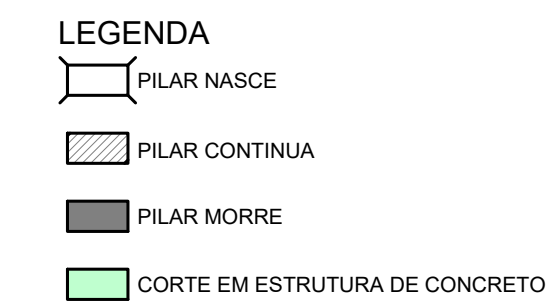 LEGENDA
PILAR NASCE
PILAR CONTINUA
PILAR MORRE
CORTE EM ESTRUTURA DE CONCRETO